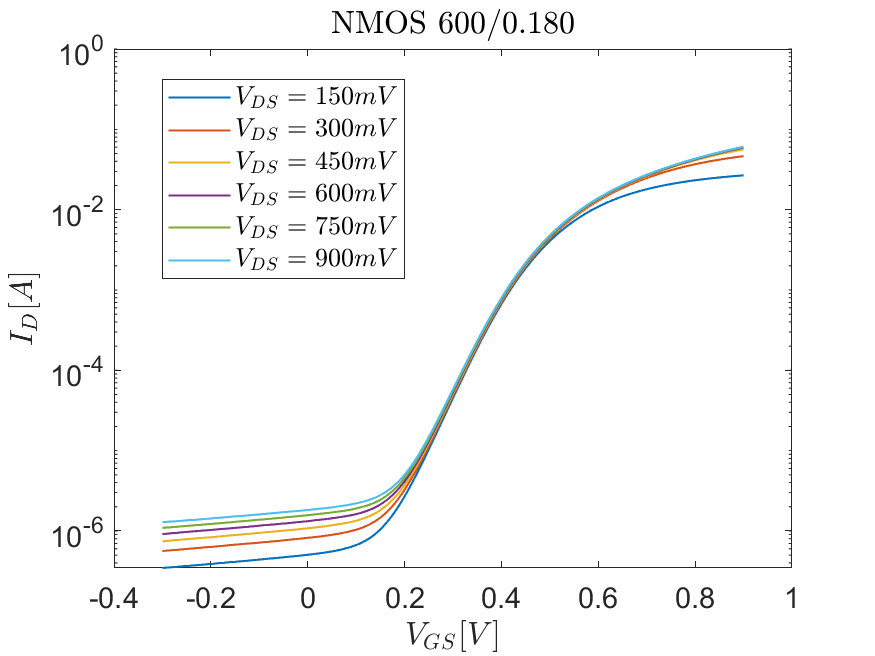 NMOS 600/0.180
10^0
10^-2
10^-4
10^-6
I_D[A]
V_DS = 150mV
V_DS = 300mV
V_DS = 450mV
V_DS = 600mV
V_DS = 750mV
V_DS = 900mV
-0.4 -0.2 0 0.2 0.4 0.6 0.8 1
V_GS[V]